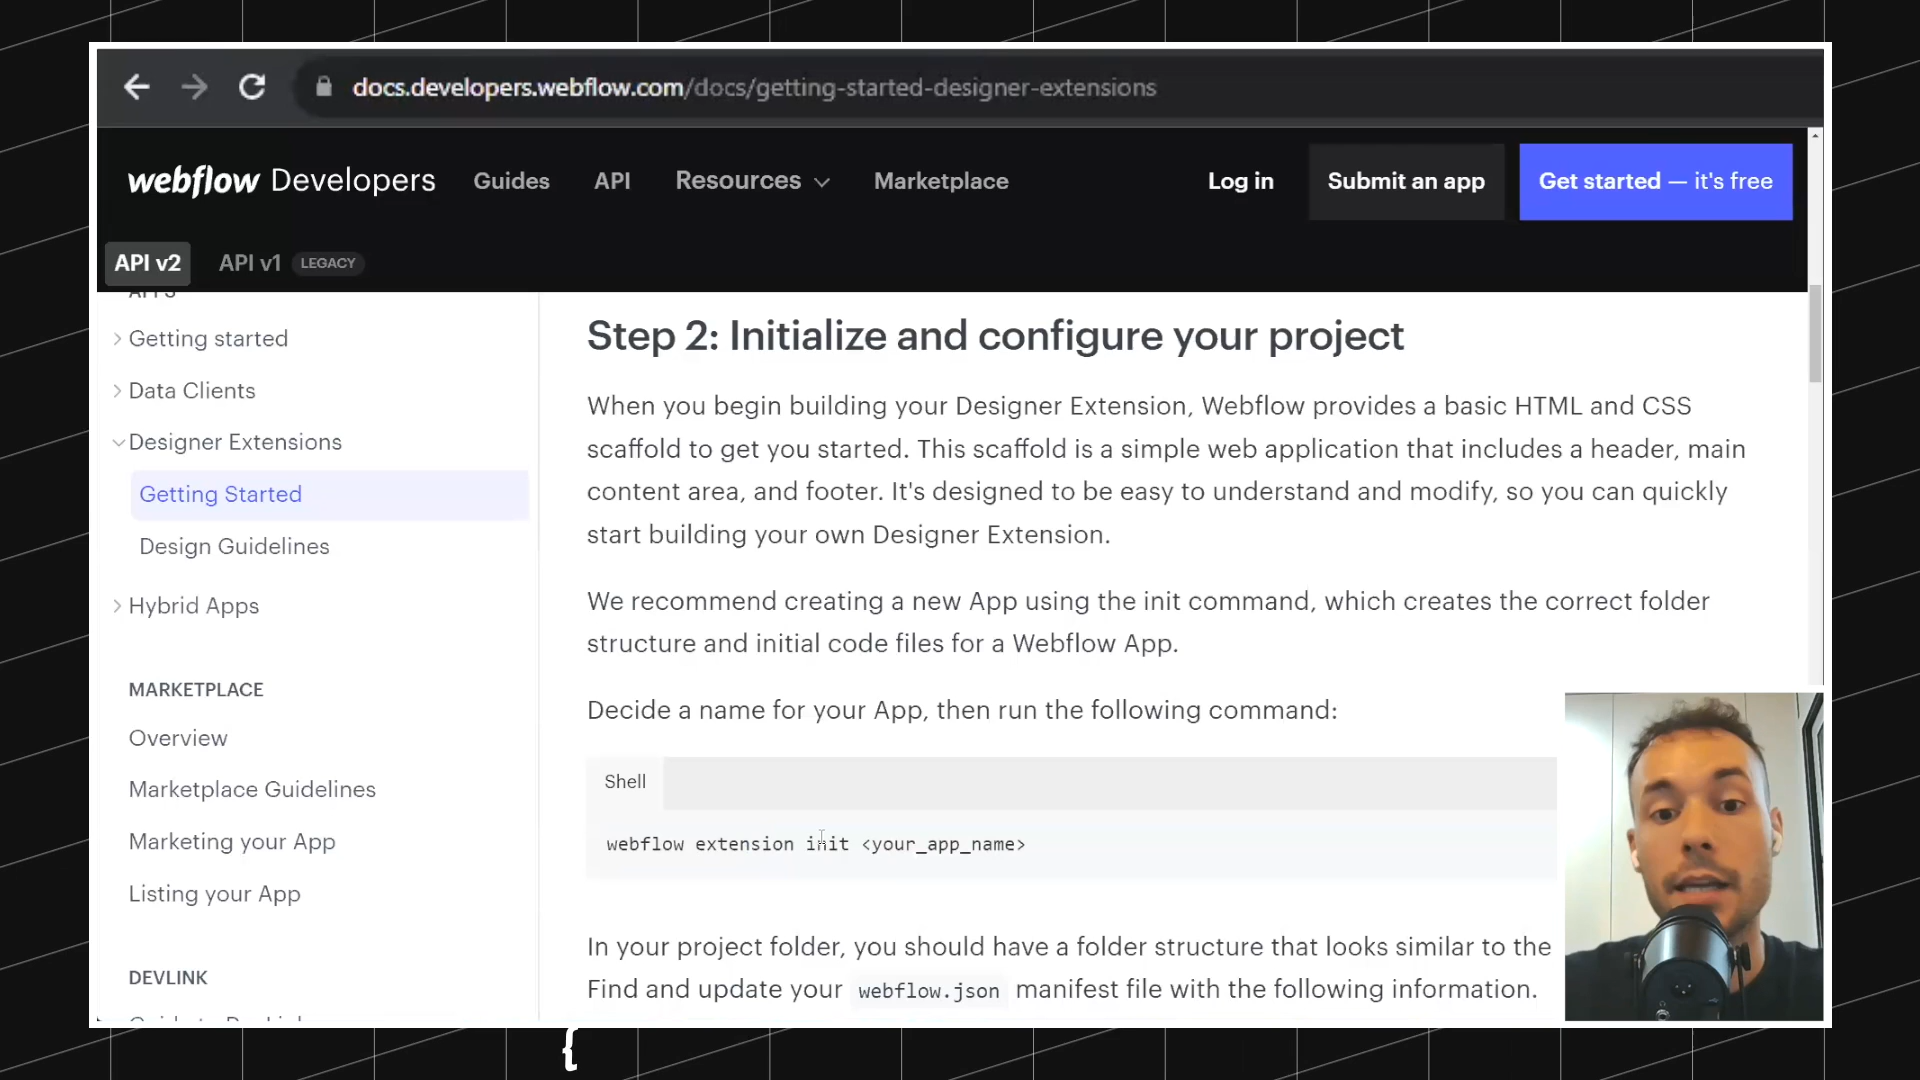 docs.developers.webflow.com/docs/getting-started-designer-extensions
webflow Developers
Guides
API
Resources
Marketplace
Log in
Submit an app
Get started — it's free
API v2
API v1 LEGACY
APPS
Getting started
Data Clients
Designer Extensions
Getting Started
Design Guidelines
Hybrid Apps
MARKETPLACE
Overview
Marketplace Guidelines
Marketing your App
Listing your App
DEVLINK
Step 2: Initialize and configure your project
When you begin building your Designer Extension, Webflow provides a basic HTML and CSS
scaffold to get you started. This scaffold is a simple web application that includes a header, main
content area, and footer. It's designed to be easy to understand and modify, so you can quickly
start building your own Designer Extension.
We recommend creating a new App using the init command, which creates the correct folder
structure and initial code files for a Webflow App.
Decide a name for your App, then run the following command:
Shell
webflow extension init <your_app_name>
In your project folder, you should have a folder structure that looks similar to the
Find and update your webflow.json manifest file with the following information.
{